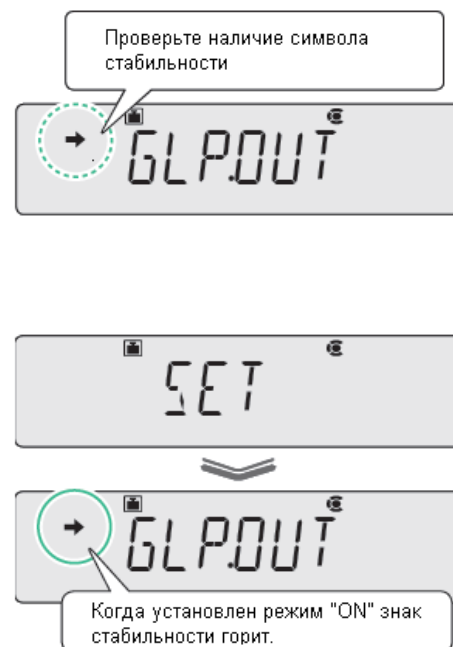 Проверьте наличие символа
стабильности
GLP.OUT
SET
GLP.OUT
Когда установлен режим "ON" знак
стабильности горит.